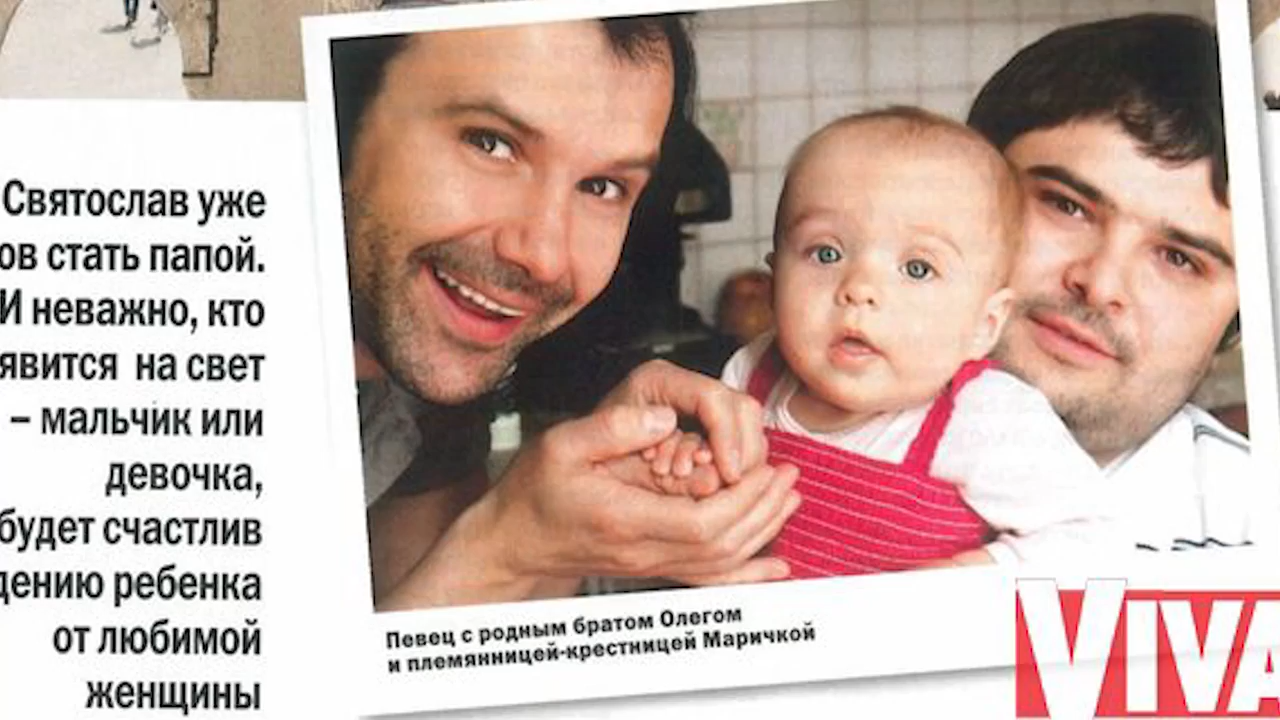 Святослав уже
ов стать папой.
И неважно, кто
явится на свет
– мальчик или
девочка,
будет счастлив
дению ребенка
от любимой
женщины
Певец с родным братом Олегом
и племянницей-крестницей Маричкой
VIVA